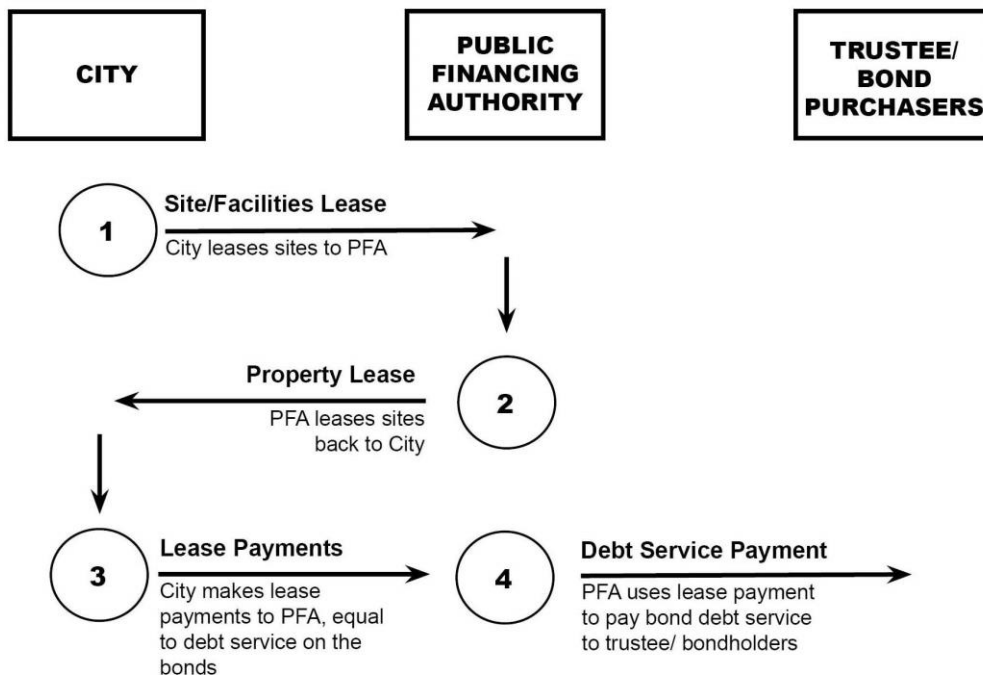 CITY
PUBLIC
FINANCING
AUTHORITY
TRUSTEE/
BOND
PURCHASERS
1
Site/Facilities Lease
City leases sites to PFA
Property Lease
PFA leases sites
back to City
2
3
Lease Payments
City makes lease
payments to PFA, equal
to debt service on the
bonds
4
Debt Service Payment
PFA uses lease payment
to pay bond debt service
to trustee/ bondholders